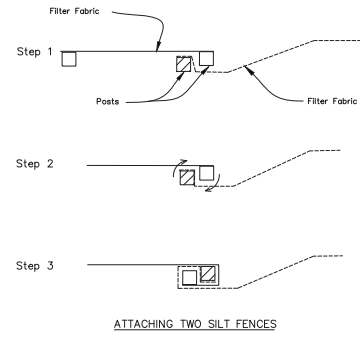 Filter Fabric
Step 1
Posts
Filter Fabric
Step 2
Step 3
ATTACHING TWO SILT FENCES